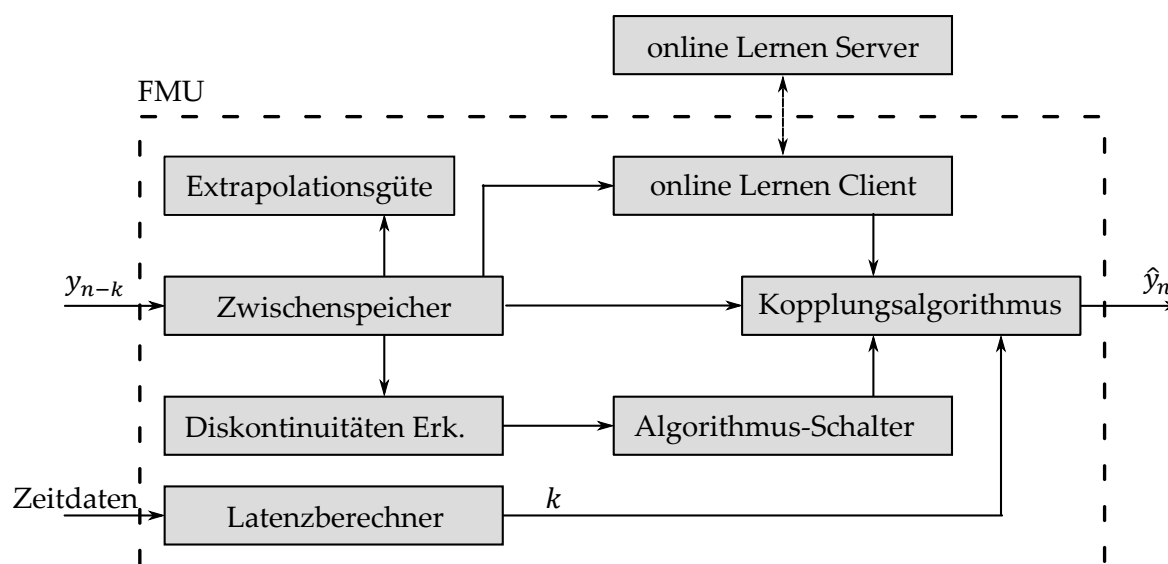 online Lernen Server
FMU
Extrapolationsgüte
online Lernen Client
y_{n−k}
Zwischenspeicher
Kopplungsalgorithmus
ŷ_n
Diskontinuitäten Erk.
Algorithmus-Schalter
Zeitdaten
Latenzberechner
k